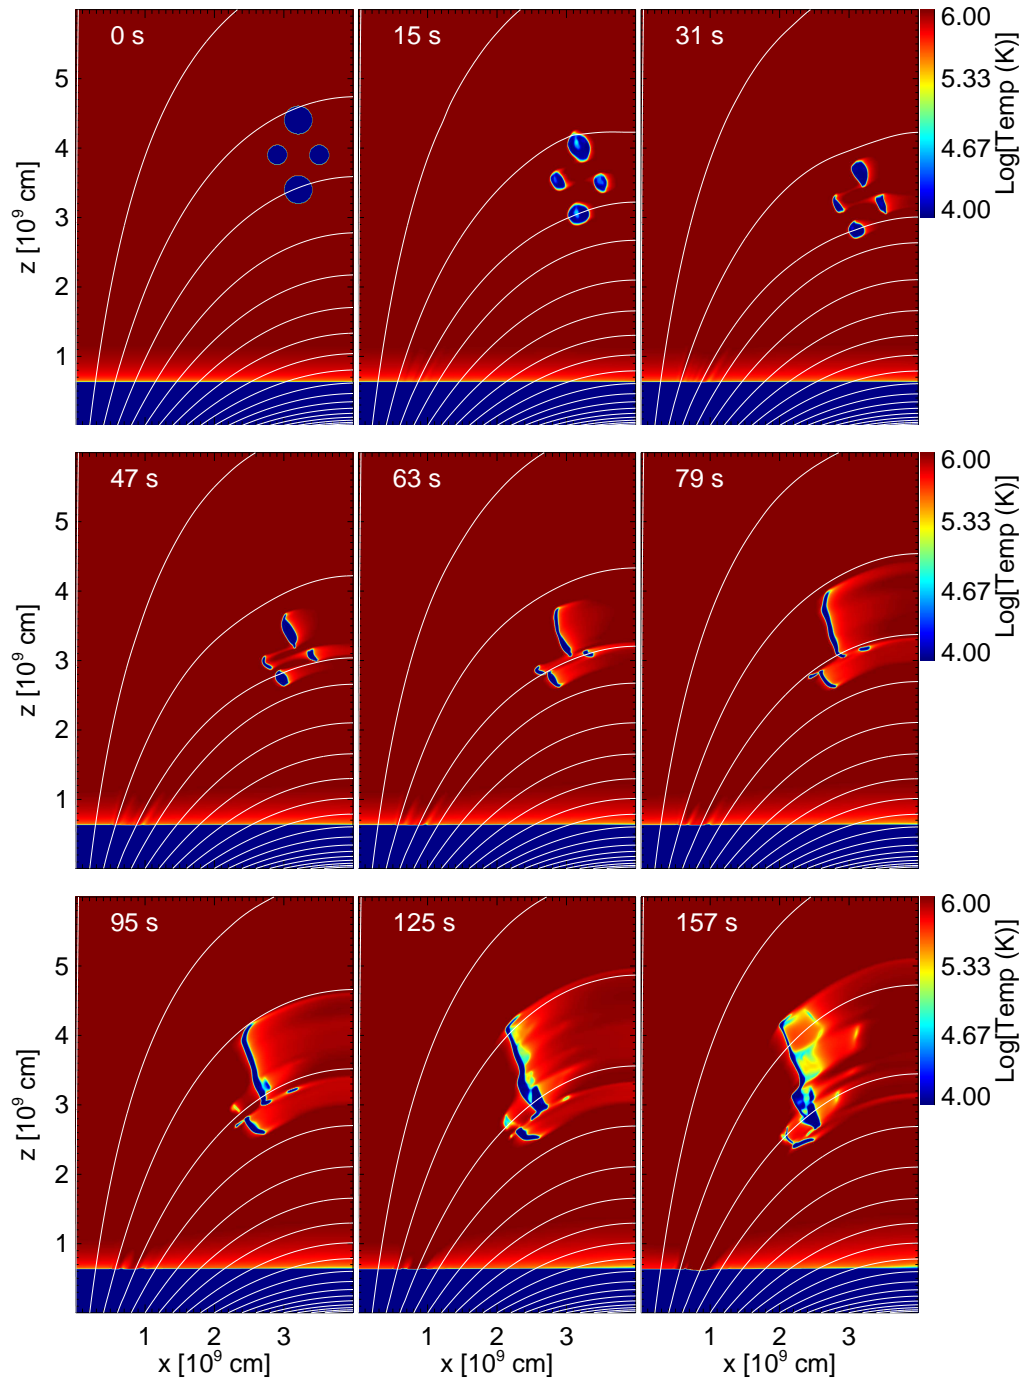 0 s
15 s
31 s
6.00
5.33
4.67
4.00
Log[Temp (K)]
z [10⁹ cm]
5
4
3
2
1
47 s
63 s
79 s
6.00
5.33
4.67
4.00
Log[Temp (K)]
z [10⁹ cm]
5
4
3
2
1
95 s
125 s
157 s
6.00
5.33
4.67
4.00
Log[Temp (K)]
z [10⁹ cm]
5
4
3
2
1
1 2 3
1 2 3
1 2 3
x [10⁹ cm]
x [10⁹ cm]
x [10⁹ cm]